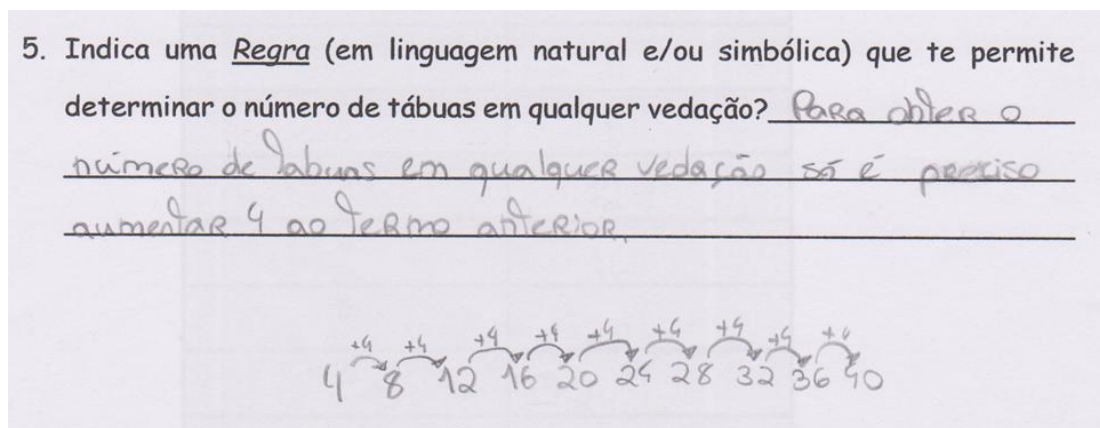 5. Indica uma Regra (em linguagem natural e/ou simbólica) que te permite
determinar o número de tábuas em qualquer vedação? Para obter o
número de tabuas em qualquer vedação só é preciso
aumentar 4 ao termo anterior.
+4 +4 +4 +4 +4 +4 +4 +4 +4
4 8 12 16 20 24 28 32 36 40